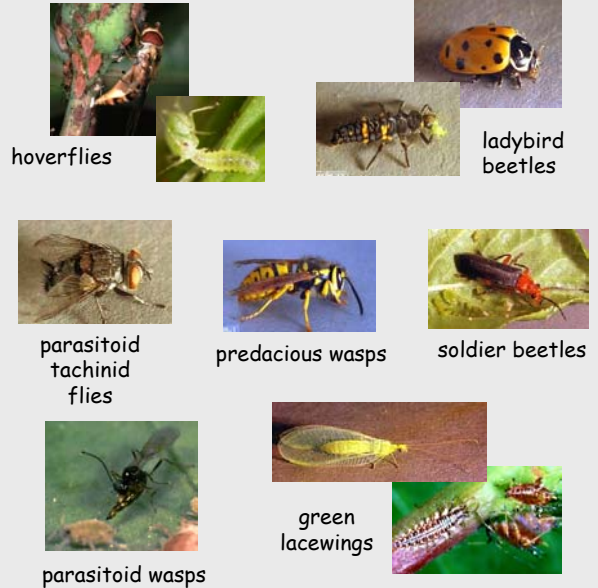 hoverflies
ladybird
beetles
parasitoid
tachinid
flies
predacious wasps
soldier beetles
green
lacewings
parasitoid wasps